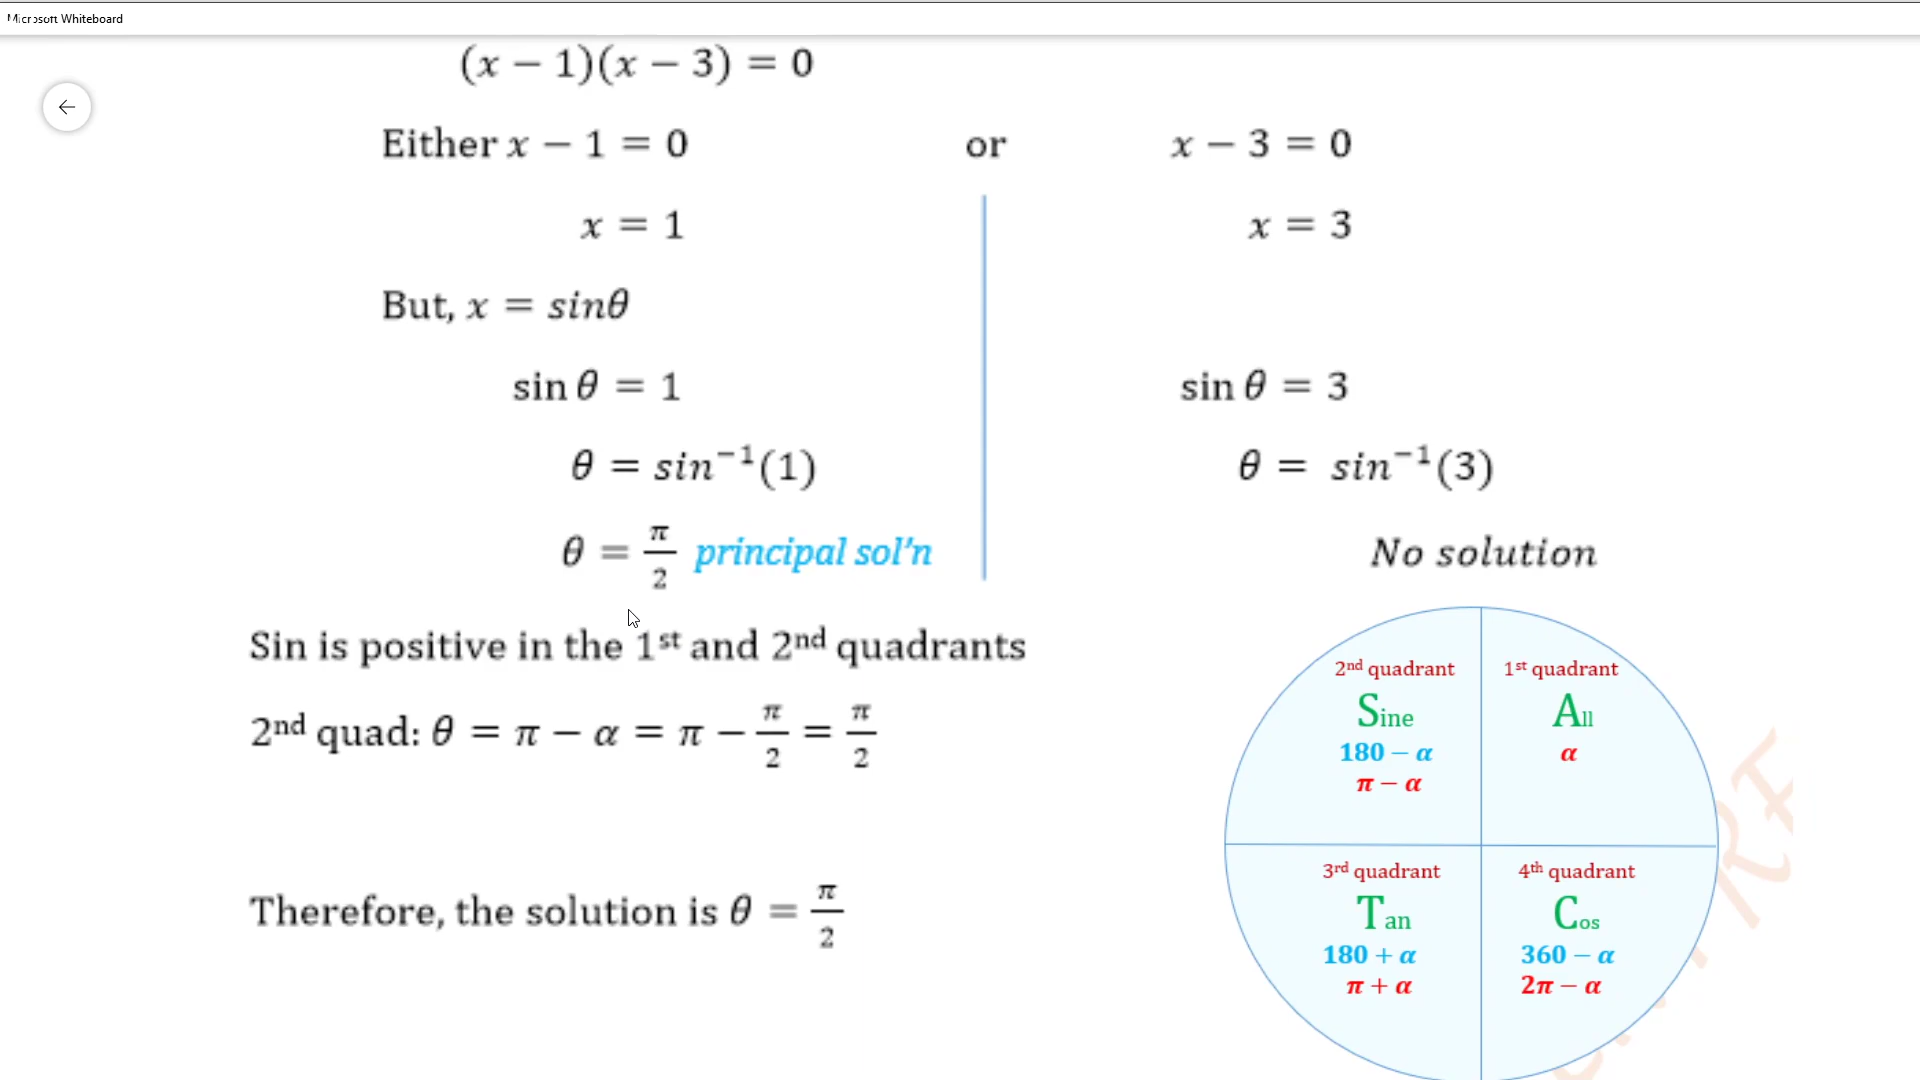 Microsoft Whiteboard
(x − 1)(x − 3) = 0
Either x − 1 = 0 or x − 3 = 0
x = 1 x = 3
But, x = sinθ
sin θ = 1 sin θ = 3
θ = sin⁻¹(1) θ = sin⁻¹(3)
θ = π/2 principal sol'n No solution
Sin is positive in the 1st and 2nd quadrants
2nd quad: θ = π − α = π − π/2 = π/2
Therefore, the solution is θ = π/2
2nd quadrant
Sine
180 − α
π − α
1st quadrant
All
α
3rd quadrant
Tan
180 + α
π + α
4th quadrant
Cos
360 − α
2π − α